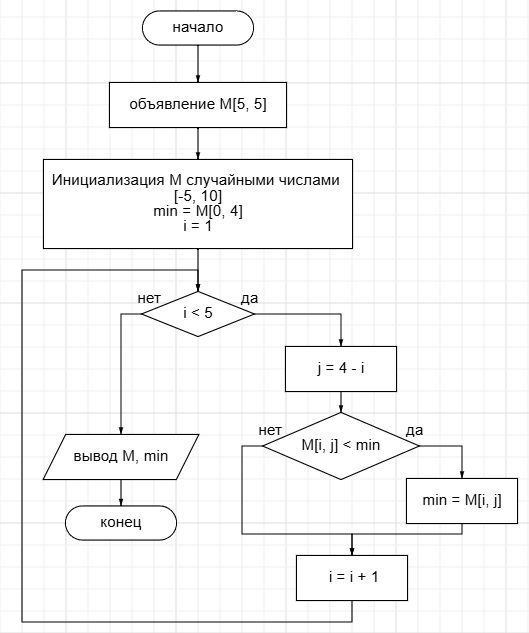 начало
объявление M[5, 5]
Инициализация M случайными числами
[-5, 10]
min = M[0, 4]
i = 1
нет
да
i < 5
j = 4 - i
нет
да
M[i, j] < min
вывод M, min
min = M[i, j]
конец
i = i + 1